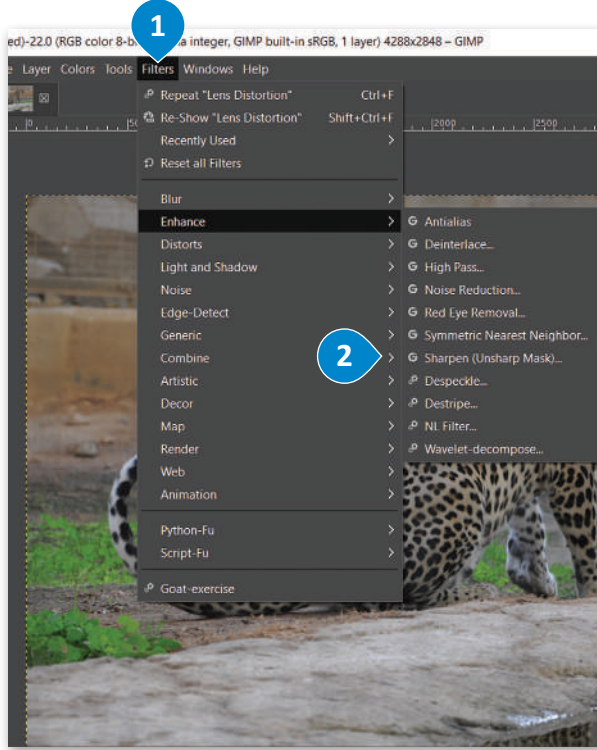 1
ed)-22.0 (RGB color 8-b a integer, GIMP built-in sRGB, 1 layer) 4288x2848 – GIMP
e Layer Colors Tools Filters Windows Help
Repeat "Lens Distortion" Ctrl+F
Re-Show "Lens Distortion" Shift+Ctrl+F
Recently Used >
Reset all Filters
0 2000 2500
Blur >
Enhance >
Distorts >
Light and Shadow >
Noise >
Edge-Detect >
Generic >
Combine >
Artistic >
Decor >
Map >
Render >
Web >
Animation >
Python-Fu >
Script-Fu >
Goat-exercise
Antialias
Deinterlace...
High Pass...
Noise Reduction...
Red Eye Removal...
Symmetric Nearest Neighbor...
2
Sharpen (Unsharp Mask)...
Despeckle...
Destripe...
NL Filter...
Wavelet-decompose...